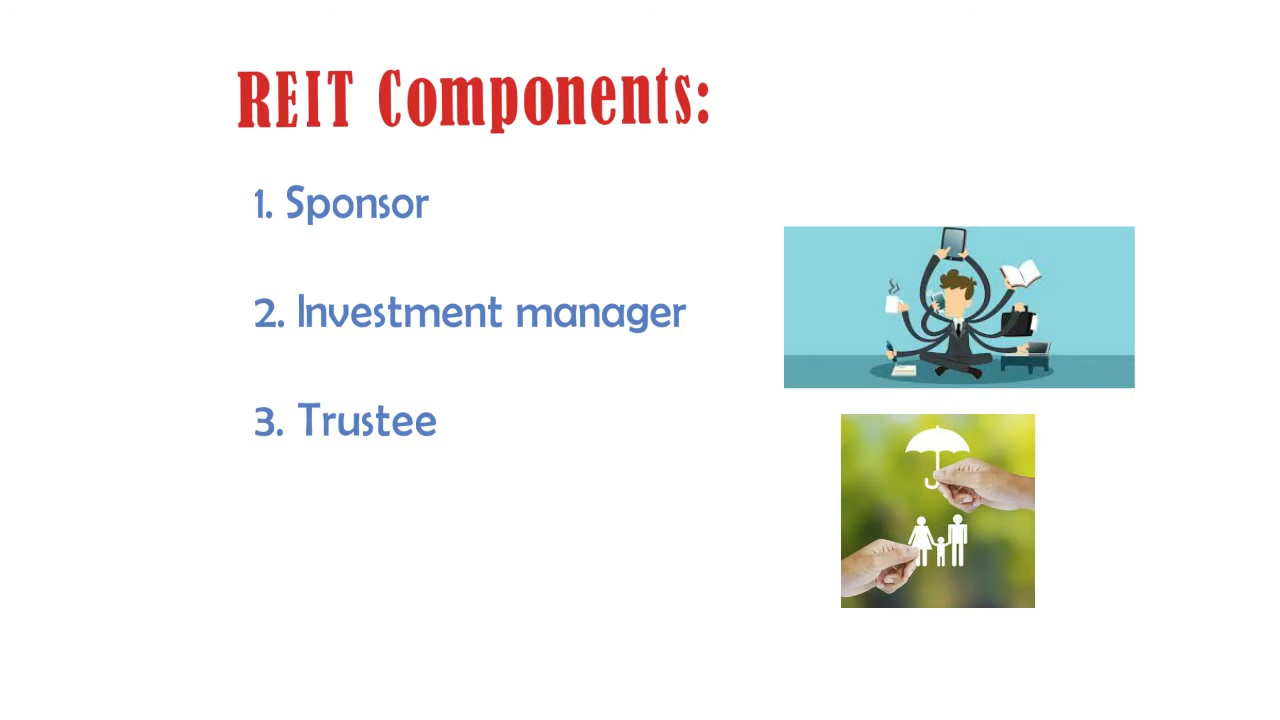 REIT Components:
1. Sponsor
2. Investment manager
3. Trustee